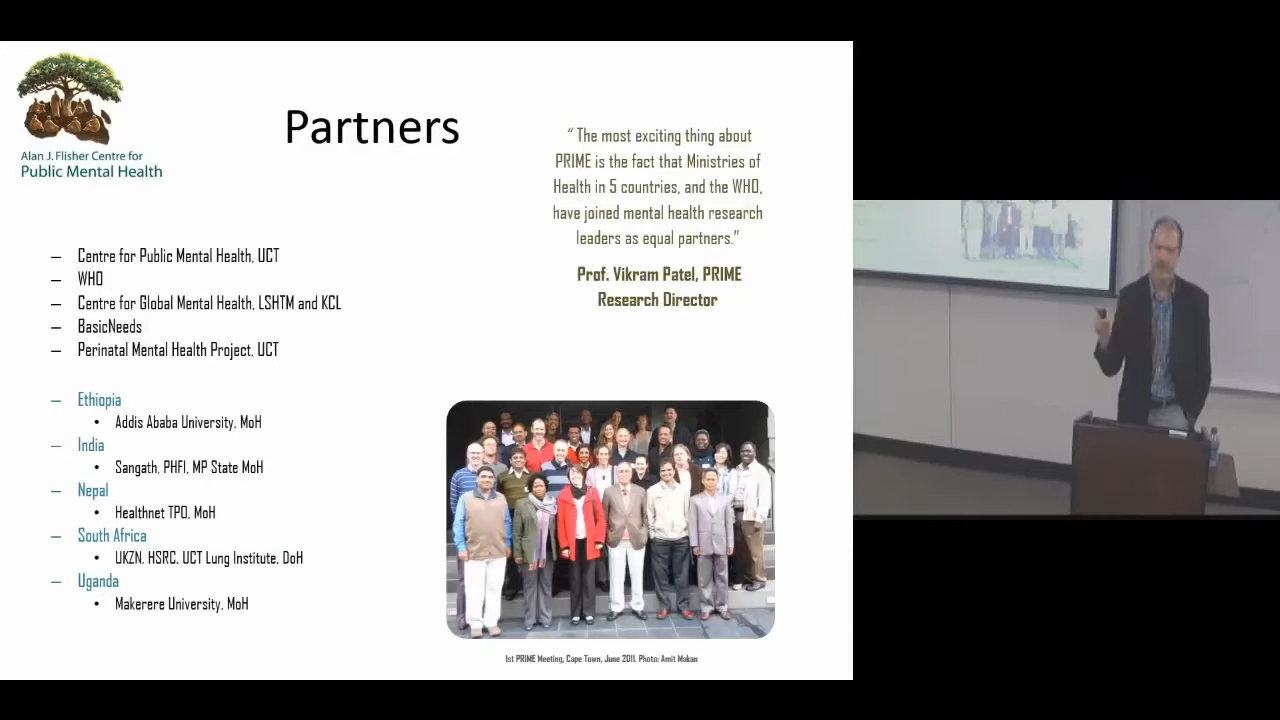 Alan J. Flisher Centre for
Public Mental Health
Partners
“ The most exciting thing about
PRIME is the fact that Ministries of
Health in 5 countries, and the WHO,
have joined mental health research
leaders as equal partners.”
Prof. Vikram Patel, PRIME
Research Director
– Centre for Public Mental Health, UCT
– WHO
– Centre for Global Mental Health, LSHTM and KCL
– BasicNeeds
– Perinatal Mental Health Project, UCT
– Ethiopia
• Addis Ababa University, MoH
– India
• Sangath, PHFI, MP State MoH
– Nepal
• Healthnet TPO, MoH
– South Africa
• UKZN, HSRC, UCT Lung Institute, DoH
– Uganda
• Makerere University, MoH
1st PRIME Meeting, Cape Town, June 2011. Photo: Amit Makan